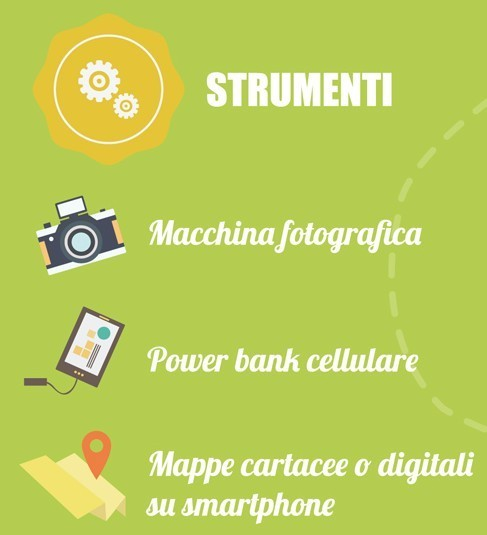 STRUMENTI
Macchina fotografica
Power bank cellulare
Mappe cartacee o digitali
su smartphone